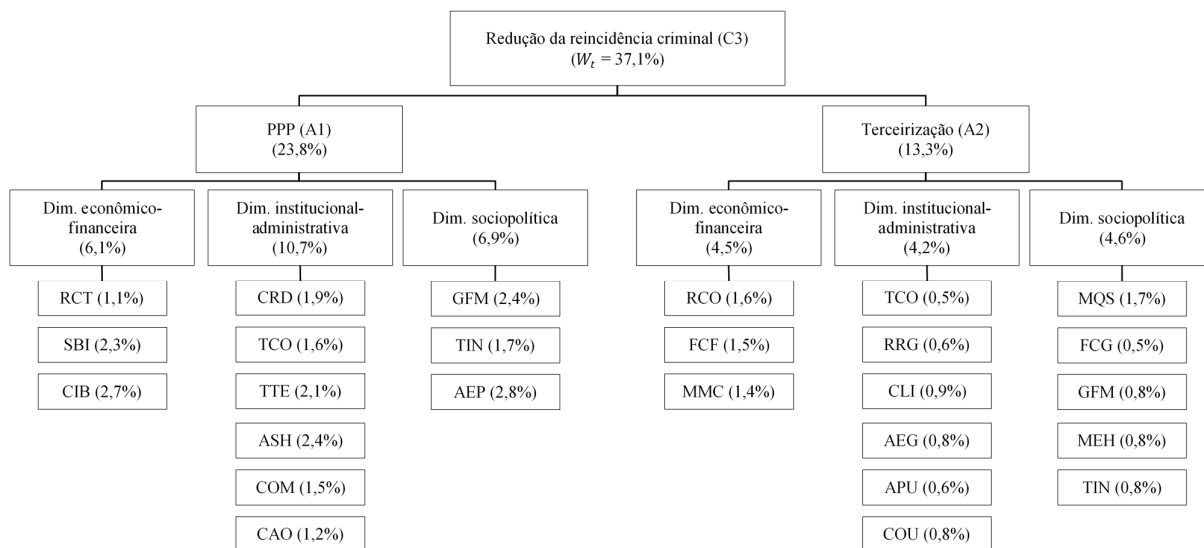 Redução da reincidência criminal (C3)
(Wt = 37,1%)
PPP (A1)
(23,8%)
Terceirização (A2)
(13,3%)
Dim. econômico-
financeira
(6,1%)
Dim. institucional-
administrativa
(10,7%)
Dim. sociopolítica
(6,9%)
Dim. econômico-
financeira
(4,5%)
Dim. institucional-
administrativa
(4,2%)
Dim. sociopolítica
(4,6%)
RCT (1,1%)
SBI (2,3%)
CIB (2,7%)
CRD (1,9%)
TCO (1,6%)
TTE (2,1%)
ASH (2,4%)
COM (1,5%)
CAO (1,2%)
GFM (2,4%)
TIN (1,7%)
AEP (2,8%)
RCO (1,6%)
FCF (1,5%)
MMC (1,4%)
TCO (0,5%)
RRG (0,6%)
CLI (0,9%)
AEG (0,8%)
APU (0,6%)
COU (0,8%)
MQS (1,7%)
FCG (0,5%)
GFM (0,8%)
MEH (0,8%)
TIN (0,8%)